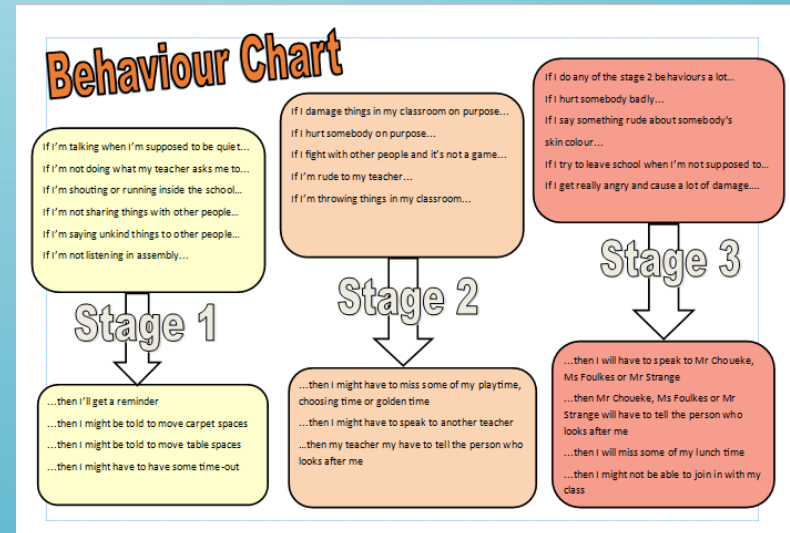 Behaviour Chart
If I'm talking when I'm supposed to be quiet...
If I'm not doing what my teacher asks me to...
If I'm shouting or running inside the school...
If I'm not sharing things with other people...
If I'm saying unkind things to other people...
If I'm not listening in assembly...
Stage 1
...then I'll get a reminder
...then I might be told to move carpet spaces
...then I might be told to move table spaces
...then I might have to have some time-out
If I damage things in my classroom on purpose...
If I hurt somebody on purpose...
If I fight with other people and it's not a game...
If I'm rude to my teacher...
If I'm throwing things in my classroom...
Stage 2
...then I might have to miss some of my playtime,
choosing time or golden time
...then I might have to speak to another teacher
...then my teacher my have to tell the person who
looks after me
If I do any of the stage 2 behaviours a lot...
If I hurt somebody badly...
If I say something rude about somebody's
skin colour...
If I try to leave school when I'm not supposed to...
If I get really angry and cause a lot of damage....
Stage 3
...then I will have to speak to Mr Choueke,
Ms Foulkes or Mr Strange
...then Mr Choueke, Ms Foulkes or Mr
Strange will have to tell the person who
looks after me
...then I will miss some of my lunch time
...then I might not be able to join in with my
class